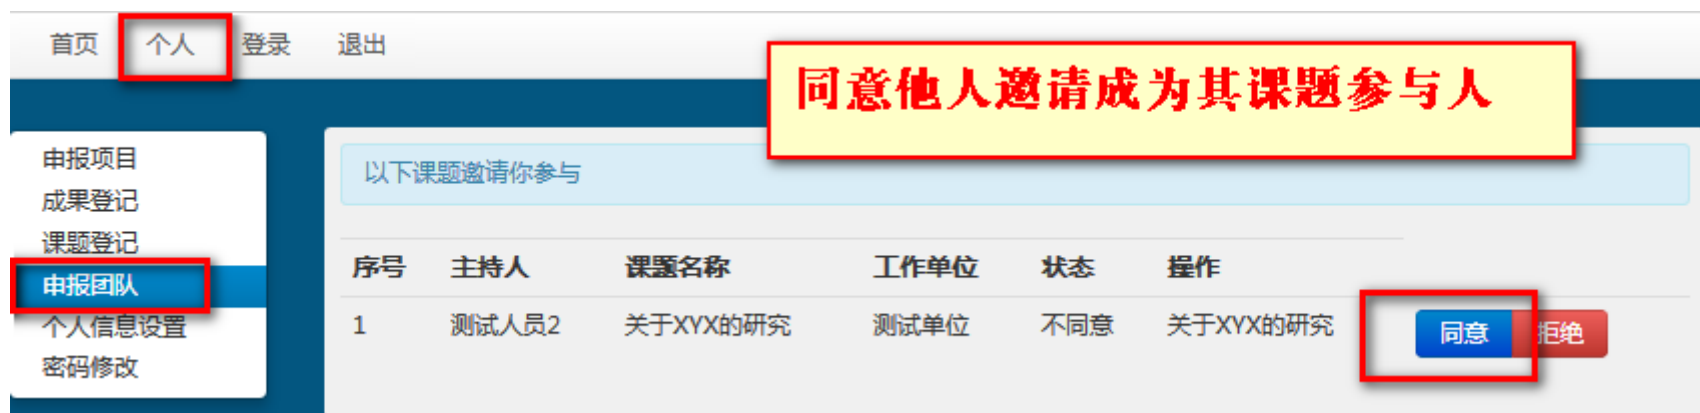 首页 个人 登录 退出
同意他人邀请成为其课题参与人
申报项目
成果登记
课题登记
申报团队
个人信息设置
密码修改
以下课题邀请你参与
序号 主持人 课题名称 工作单位 状态 操作
1 测试人员2 关于XYX的研究 测试单位 不同意 关于XYX的研究 同意 拒绝